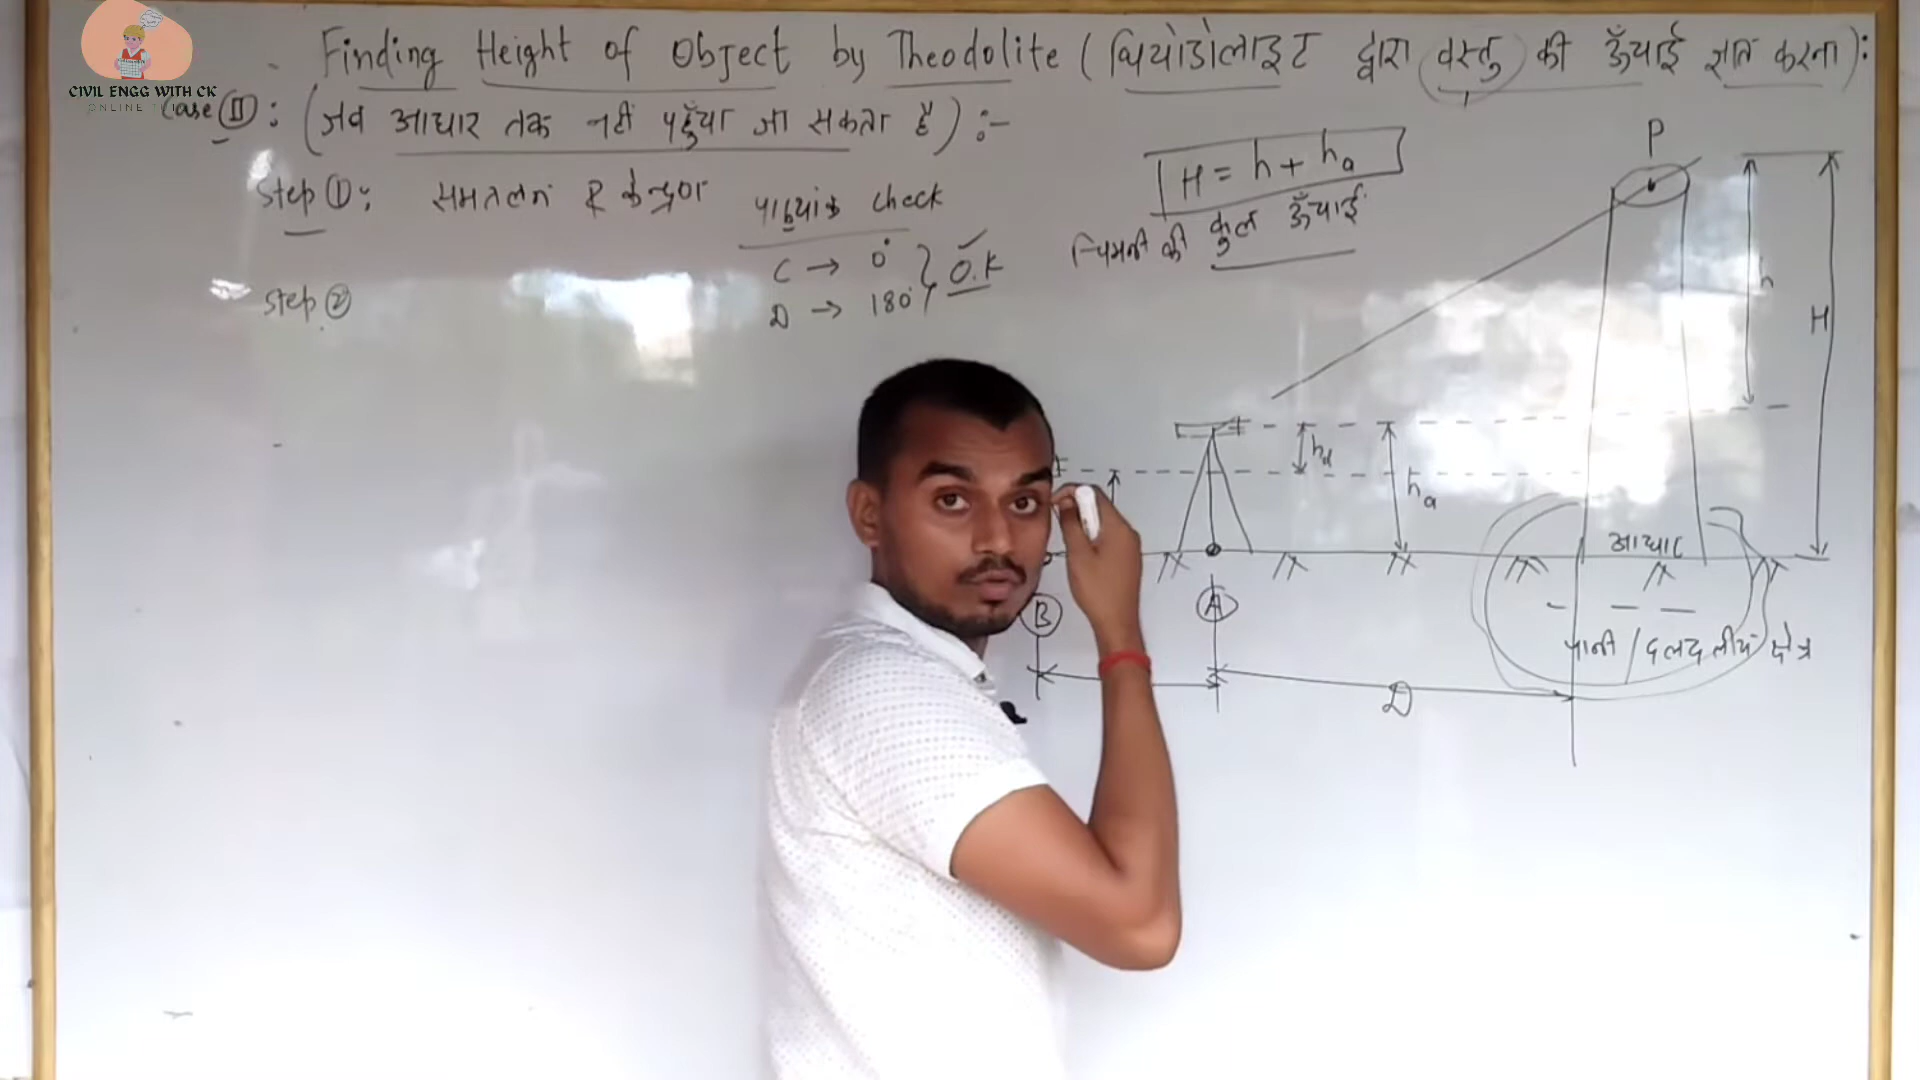 Finding Height of Object by Theodolite (थियोडोलाइट द्वारा वस्तु की ऊँचाई ज्ञात करना):
CIVIL ENGG WITH CK
Case II: (जब आधार तक नहीं पहुँचा जा सकता है) :-
H = h + ha
चिमनी की कुल ऊँचाई
Step ①: समतलन & केन्द्रण
पाठ्यांक check
C → 0°
D → 180°
O.K
Step ②
P
h
H
hd
ha
आधार
B
A
D
पानी / दलदलीय क्षेत्र